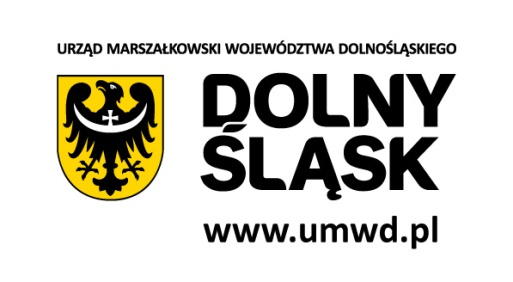 URZĄD MARSZAŁKOWSKI WOJEWÓDZTWA DOLNOŚLĄSKIEGO
DOLNY
ŚLĄSK
www.umwd.pl